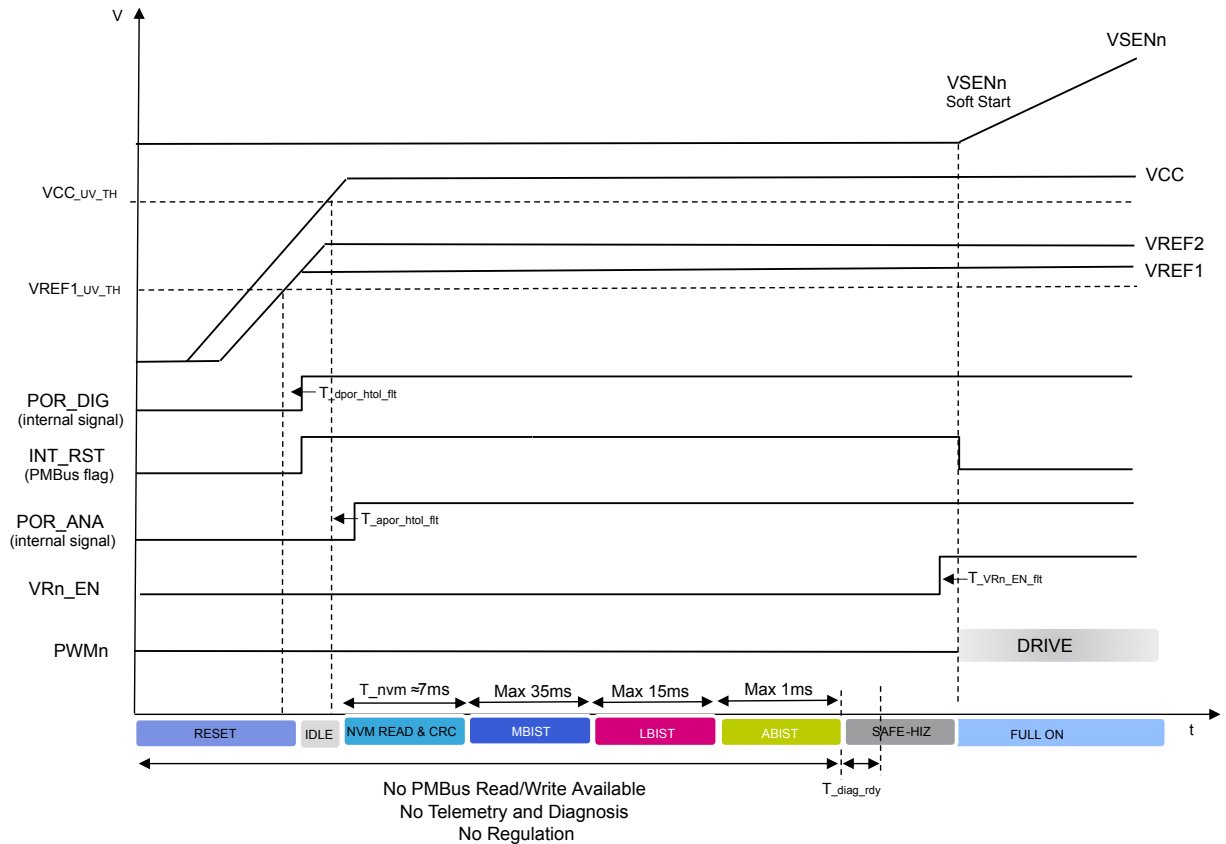 V
VSENn
VSENn
Soft Start
VCC_UV_TH
VCC
VREF2
VREF1
VREF1_UV_TH
T_dpor_htol_flt
POR_DIG
(internal signal)
INT_RST
(PMBus flag)
T_apor_htol_flt
POR_ANA
(internal signal)
T_VRn_EN_flt
VRn_EN
PWMn
DRIVE
T_nvm ≈7ms
Max 35ms
Max 15ms
Max 1ms
RESET
IDLE
NVM READ & CRC
MBIST
LBIST
ABIST
SAFE-HIZ
FULL ON
t
No PMBus Read/Write Available
No Telemetry and Diagnosis
No Regulation
T_diag_rdy